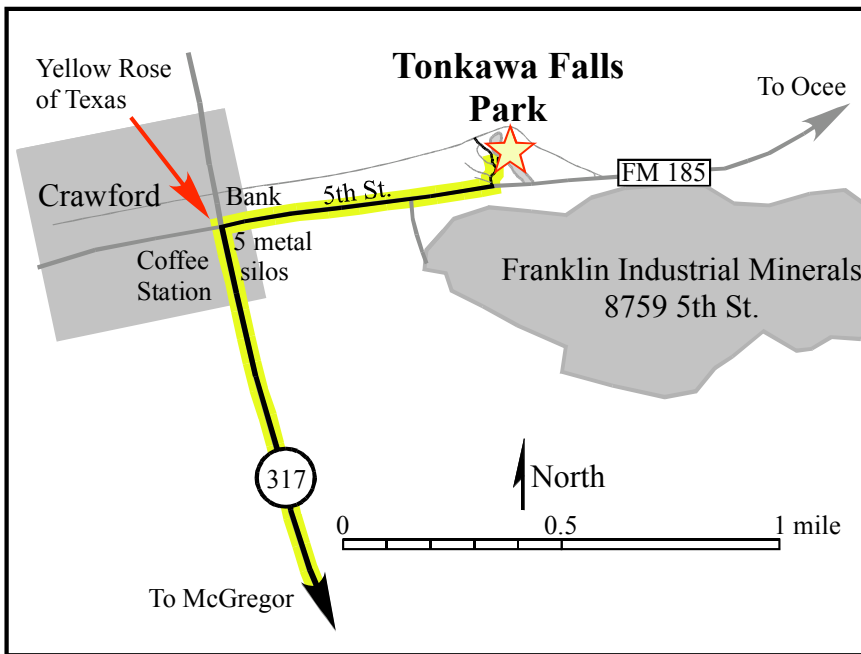 Yellow Rose
of Texas
Tonkawa Falls
Park
To Ocee
FM 185
Crawford
Bank
5th St.
5 metal
silos
Coffee
Station
Franklin Industrial Minerals
8759 5th St.
317
North
0
0.5
1 mile
To McGregor